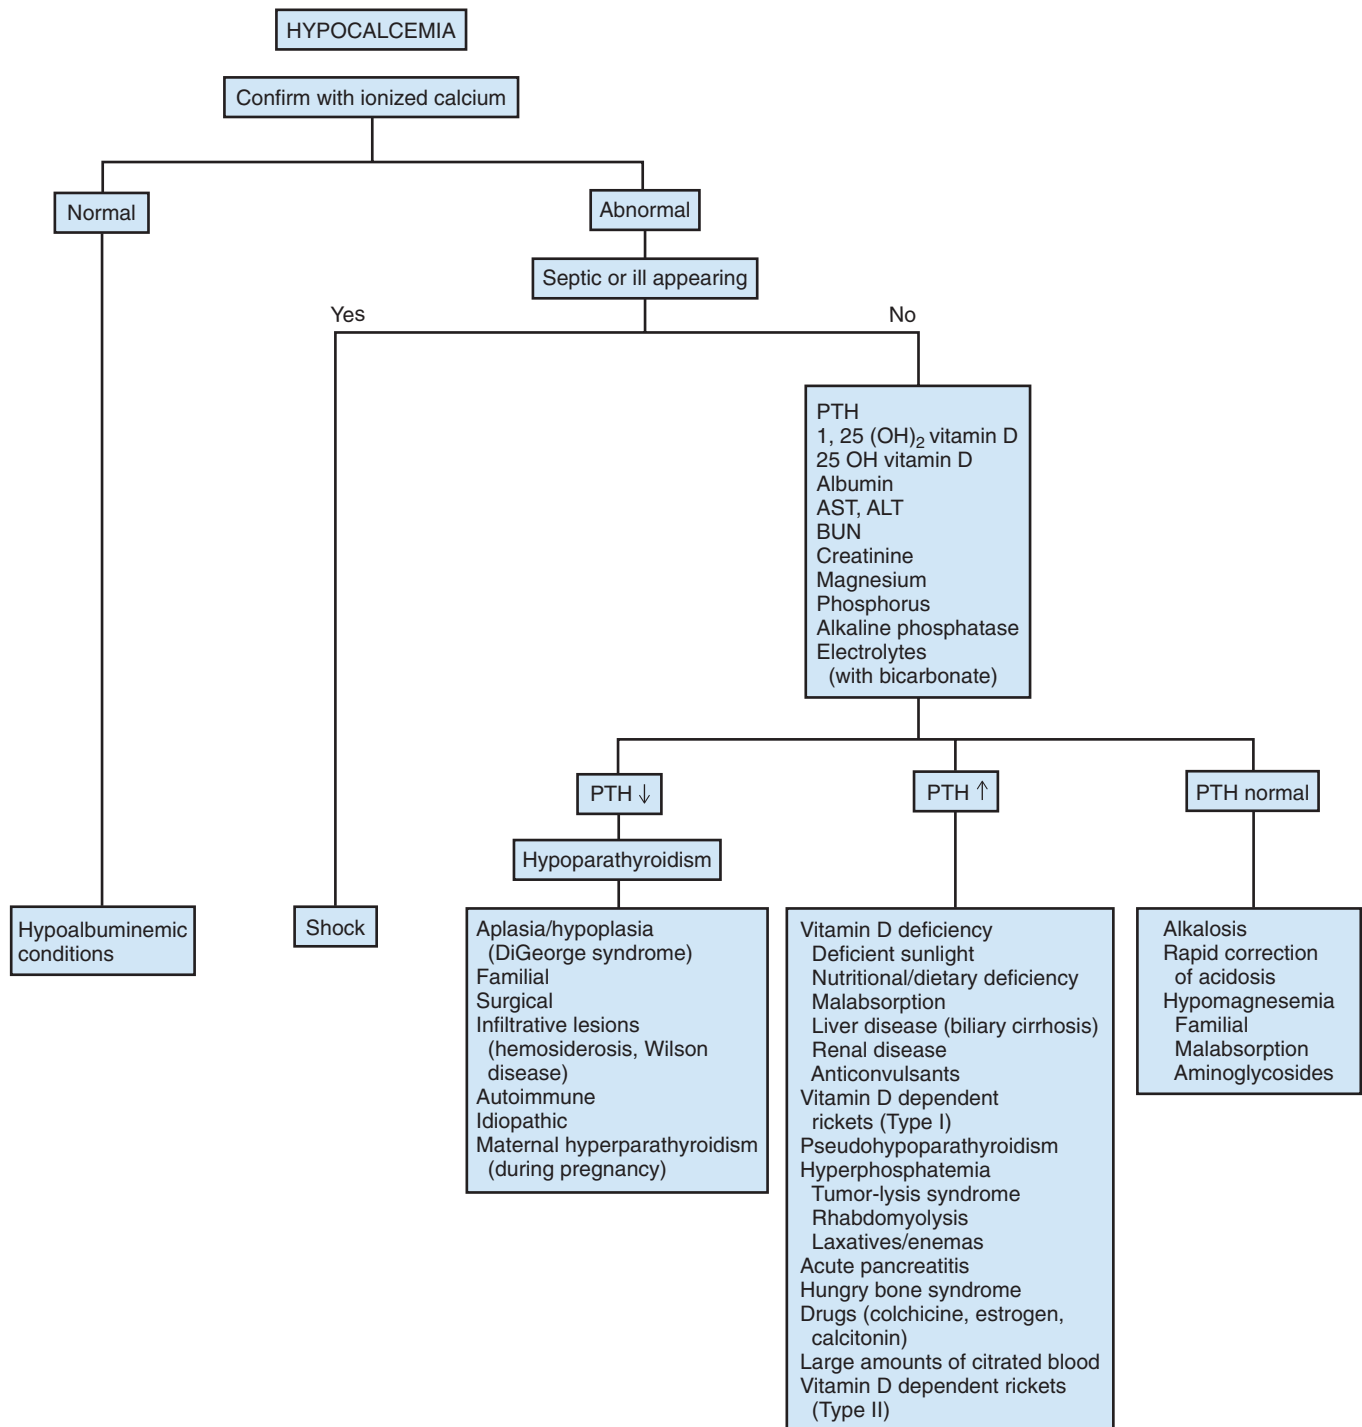 HYPOCALCEMIA
Confirm with ionized calcium
Normal
Abnormal
Septic or ill appearing
Yes
No
PTH
1, 25 (OH)₂ vitamin D
25 OH vitamin D
Albumin
AST, ALT
BUN
Creatinine
Magnesium
Phosphorus
Alkaline phosphatase
Electrolytes
(with bicarbonate)
PTH ↓
PTH ↑
PTH normal
Hypoparathyroidism
Hypoalbuminemic
conditions
Shock
Aplasia/hypoplasia
(DiGeorge syndrome)
Familial
Surgical
Infiltrative lesions
(hemosiderosis, Wilson
disease)
Autoimmune
Idiopathic
Maternal hyperparathyroidism
(during pregnancy)
Vitamin D deficiency
Deficient sunlight
Nutritional/dietary deficiency
Malabsorption
Liver disease (biliary cirrhosis)
Renal disease
Anticonvulsants
Vitamin D dependent
rickets (Type I)
Pseudohypoparathyroidism
Hyperphosphatemia
Tumor-lysis syndrome
Rhabdomyolysis
Laxatives/enemas
Acute pancreatitis
Hungry bone syndrome
Drugs (colchicine, estrogen,
calcitonin)
Large amounts of citrated blood
Vitamin D dependent rickets
(Type II)
Alkalosis
Rapid correction
of acidosis
Hypomagnesemia
Familial
Malabsorption
Aminoglycosides